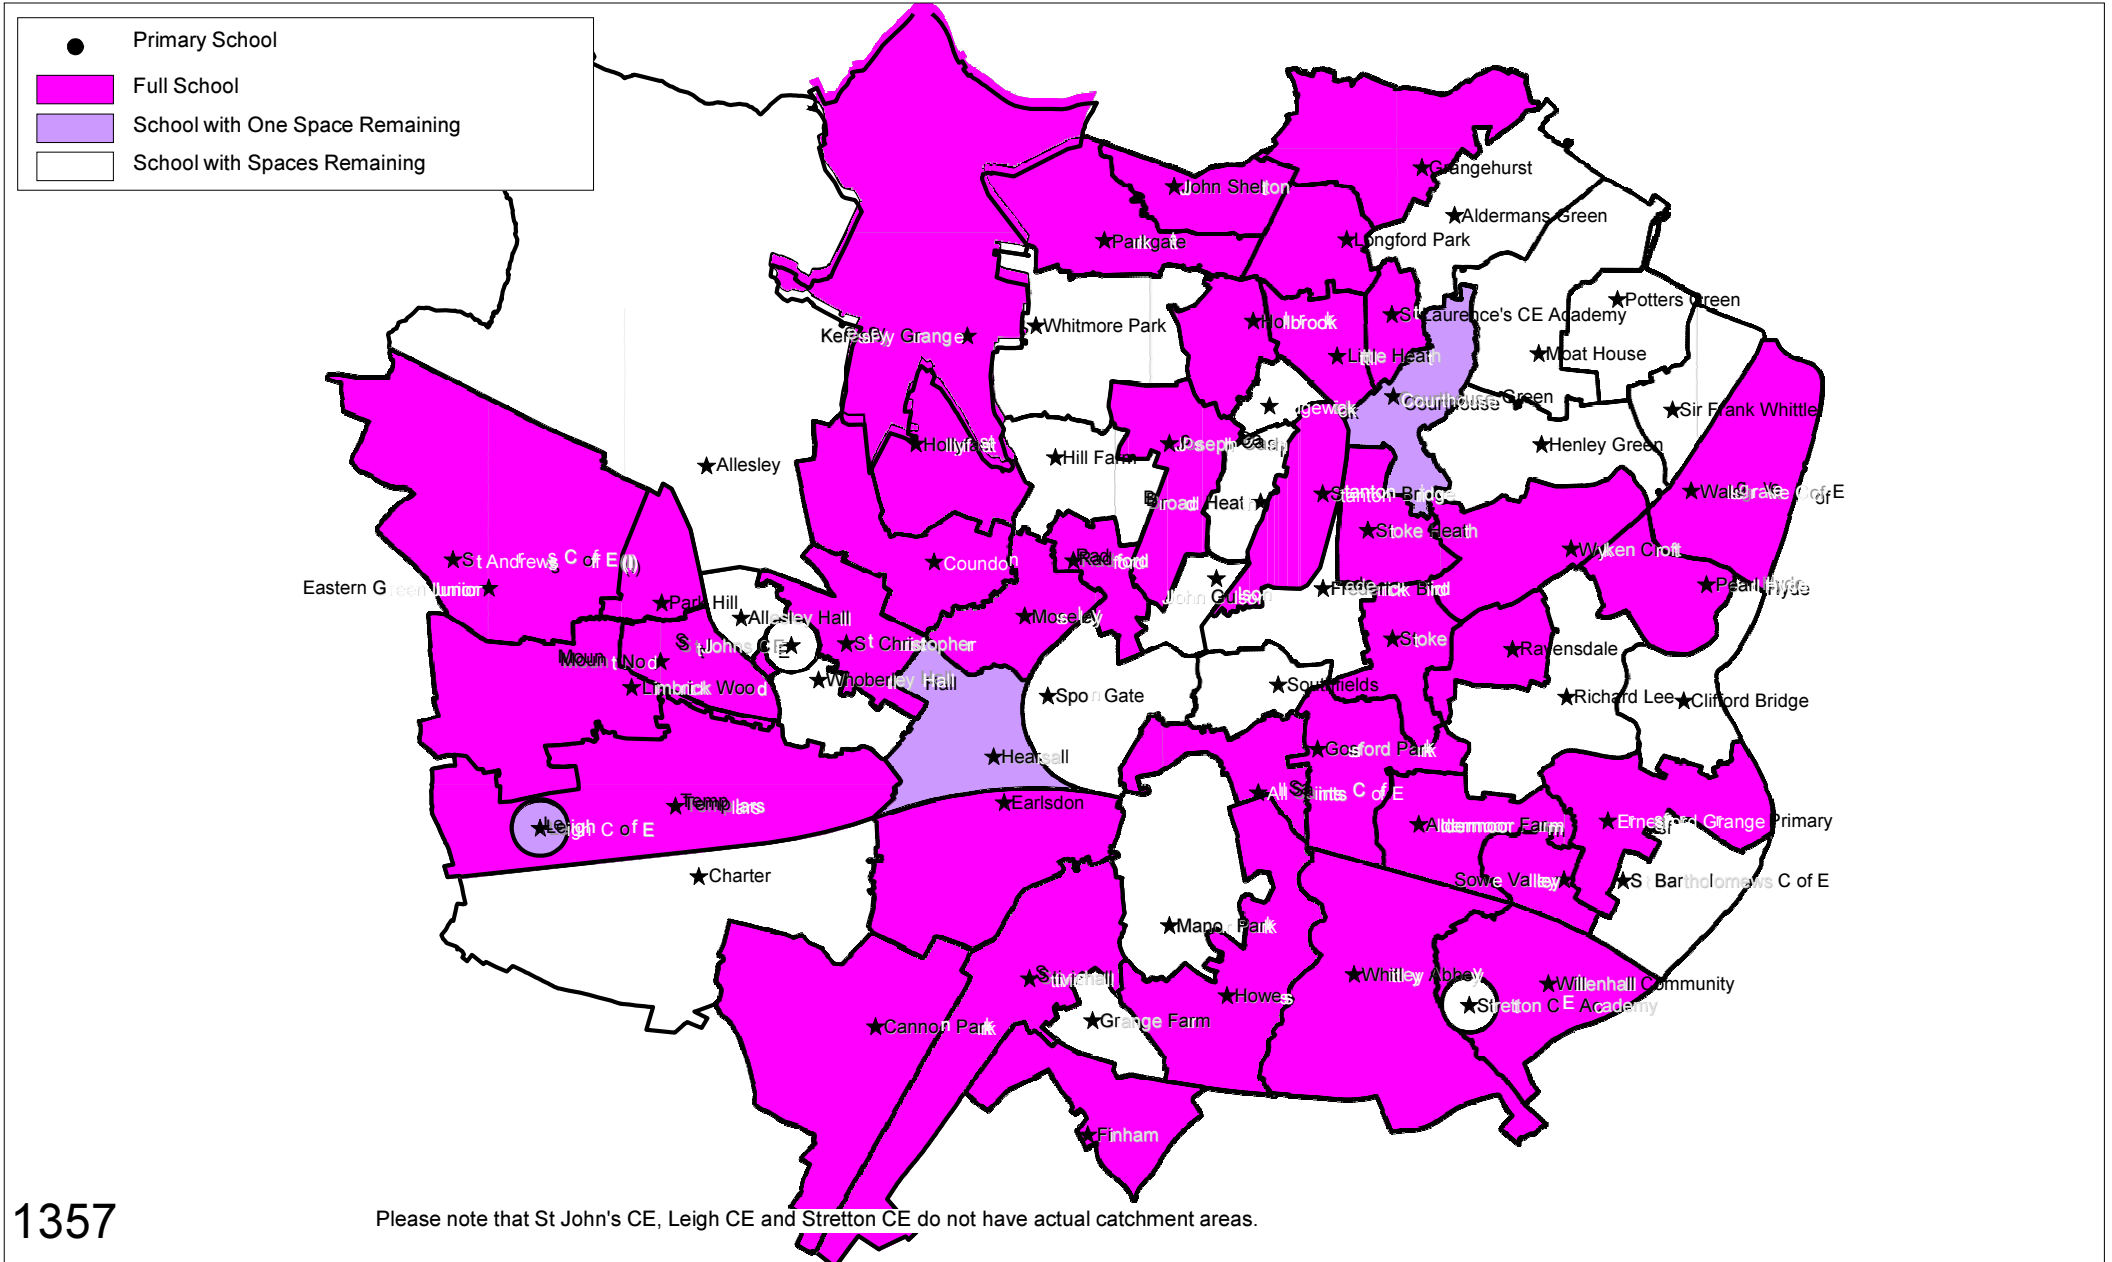 Primary School
Full School
School with One Space Remaining
School with Spaces Remaining
Grangehurst
John Shelton
Aldermans Green
Parkgate
Longford Park
Potters Green
St Laurence's CE Academy
Holbrook
Whitmore Park
Keresley Grange
Little Heath
Moat House
Courthouse Green
Sir Frank Whittle
Hollyfast
Joseph Cash
Henley Green
Hill Farm
Allesley
Stanton Bridge
Walsgrave C of E
Broad Heath
Stoke Heath
Wyken Croft
St Andrew's C of E (I)
Coundon
Radford
Eastern Green Junior
John Gulson
Frederick Bird
Pearl Hyde
Park Hill
Allesley Hall
Moseley
St Johns CE
St Christopher
Stoke
Ravensdale
Mount Nod
Limbrick Wood
Whoberley Hall
Spon Gate
Southfields
Richard Lee
Clifford Bridge
Hearsall
Gosford Park
Templars
Earlsdon
All Saints C of E
Leigh C of E
Aldermoor Farm
Ernesford Grange Primary
Charter
Sowe Valley
St Bartholomews C of E
Manor Park
Stivichall
Whitley Abbey
Willenhall Community
Howes
Stretton CE Academy
Cannon Park
Grange Farm
Finham
1357
Please note that St John's CE, Leigh CE and Stretton CE do not have actual catchment areas.